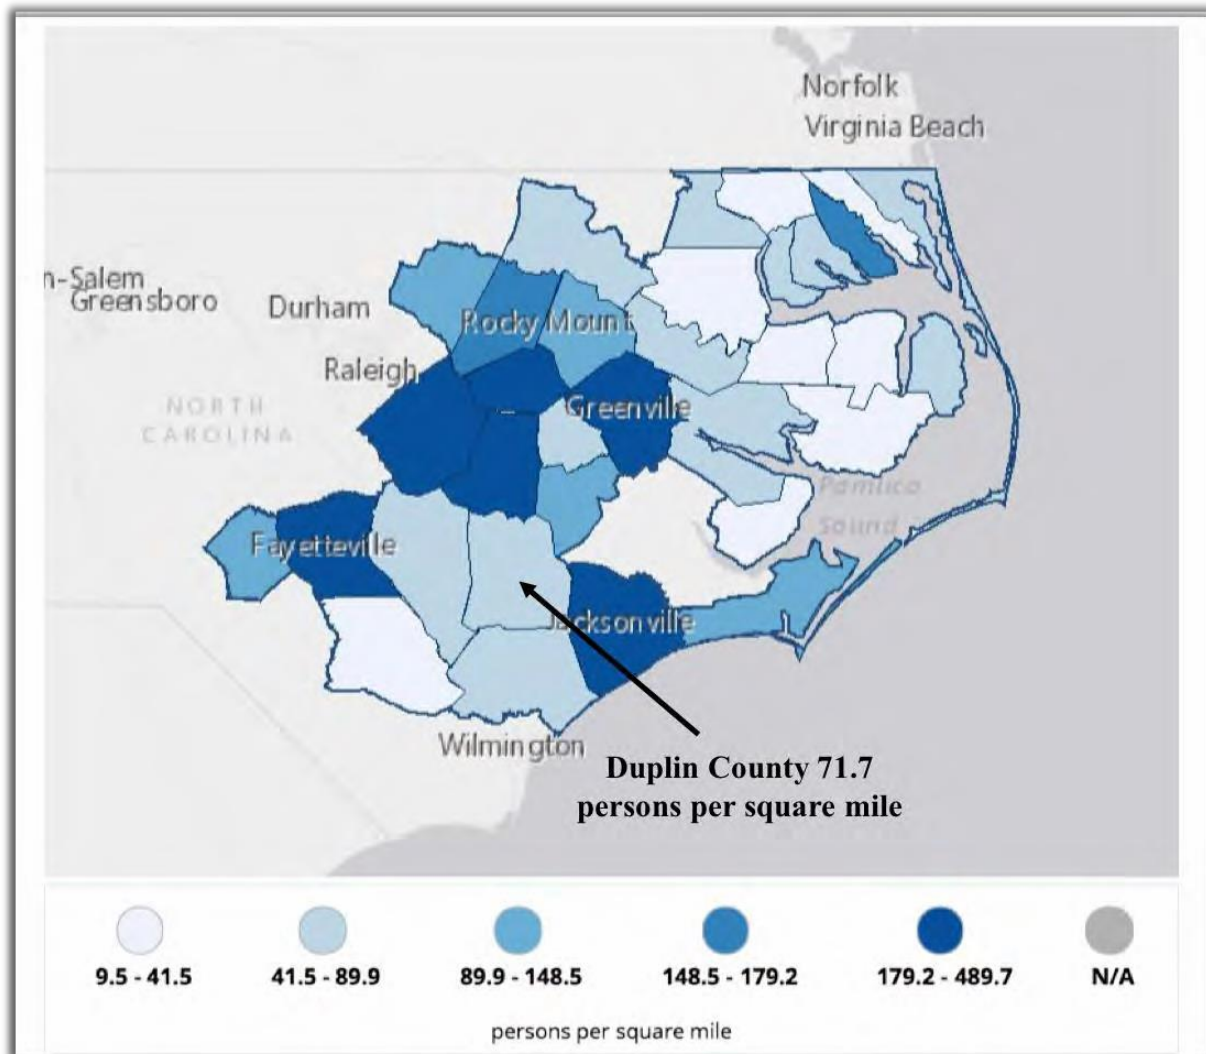 Norfolk
Virginia Beach
n-Salem
Greensboro
Durham
Rocky Mount
Raleigh
NORTH
CAROLINA
Greenville
Pamlico
Sound
Fayetteville
Jacksonville
Wilmington
Duplin County 71.7
persons per square mile
9.5 - 41.5
41.5 - 89.9
89.9 - 148.5
148.5 - 179.2
179.2 - 489.7
N/A
persons per square mile